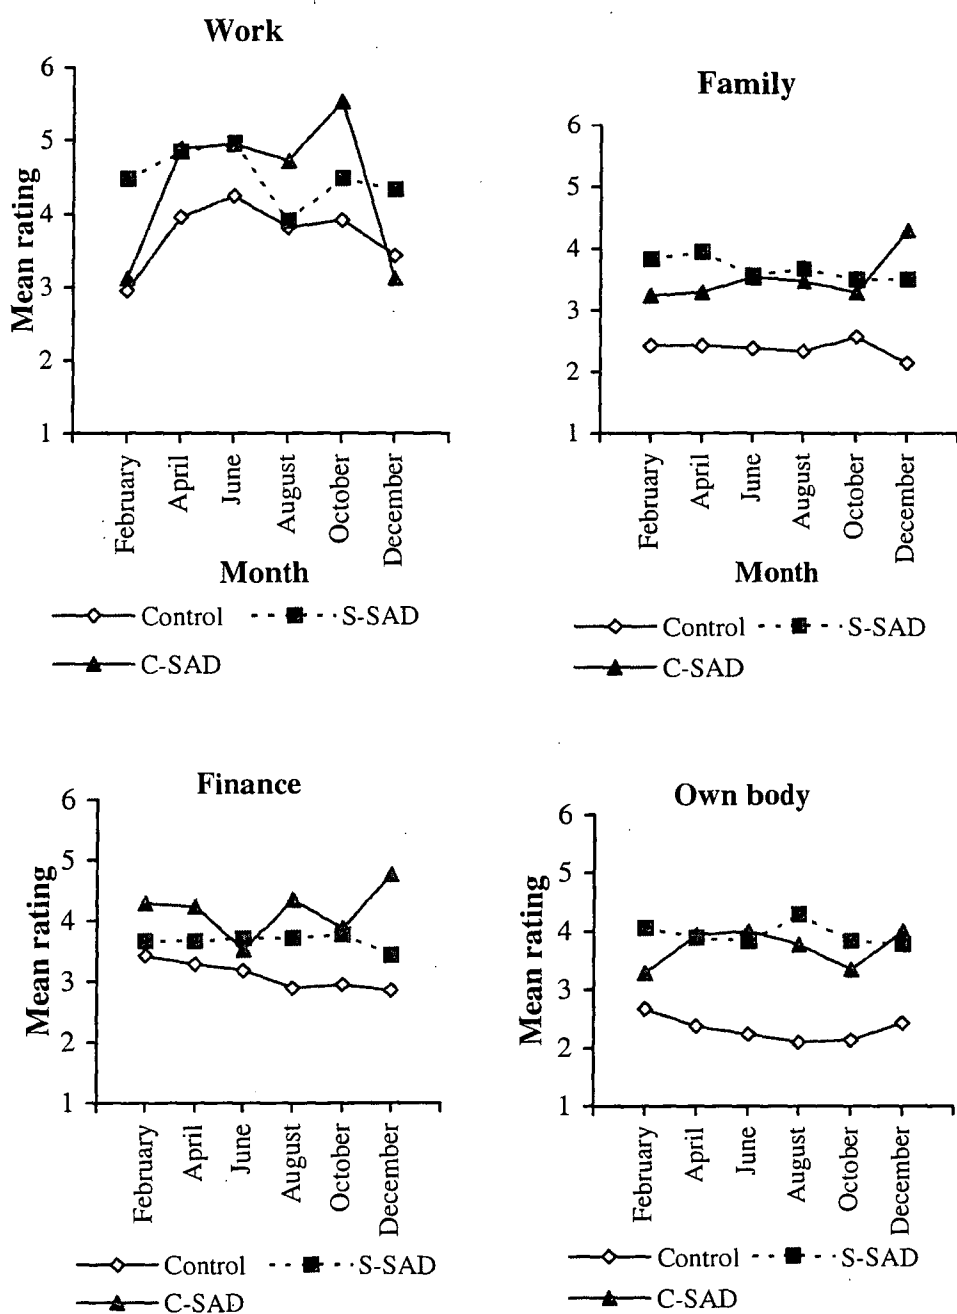 Work
6
5
4
3
2
1
Mean rating
February
April
June
August
October
December
Month
Control
S-SAD
C-SAD
Family
6
5
4
3
2
1
February
April
June
August
October
December
Month
Control
S-SAD
C-SAD
Finance
6
5
4
3
2
1
Mean rating
February
April
June
August
October
December
Control
S-SAD
C-SAD
Own body
6
5
4
3
2
1
Mean rating
February
April
June
August
October
December
Control
S-SAD
C-SAD